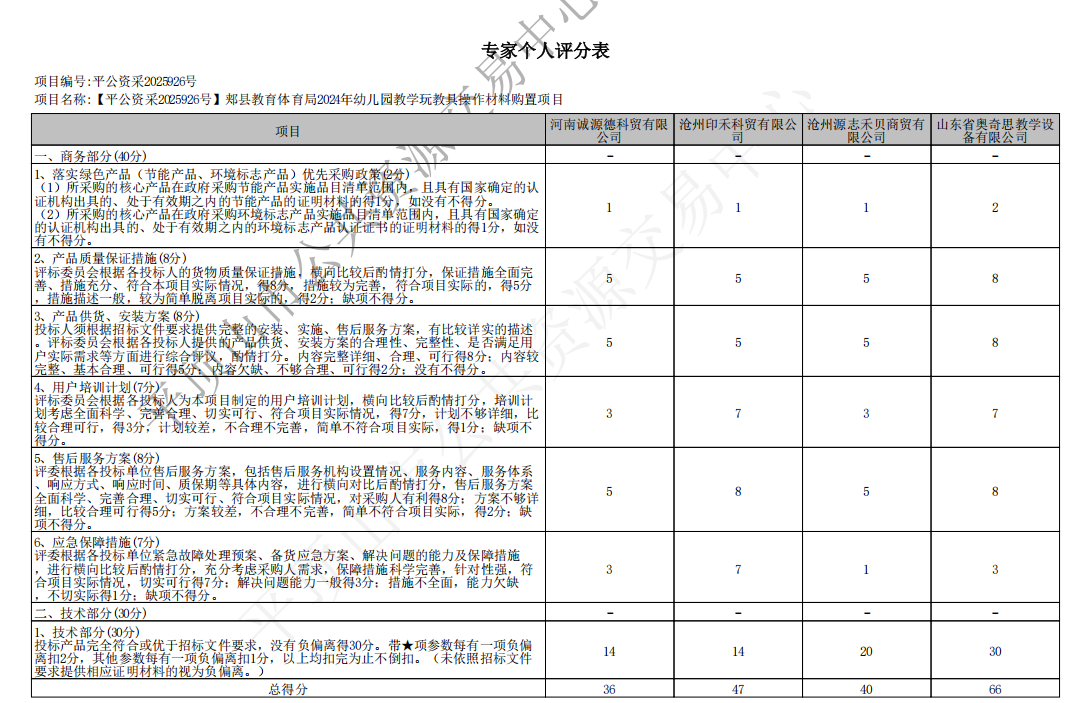 专家个人评分表
项目编号:平公资采2025926号
项目名称:【平公资采2025926号】郏县教育体育局2024年幼儿园教学玩教具操作材料购置项目
项目
河南诚源德科贸有限公司
沧州印禾科贸有限公司
沧州源志禾贝商贸有限公司
山东省奥奇思教学设备有限公司
一、商务部分(40分)
- - - -
1、落实绿色产品（节能产品、环境标志产品）优先采购政策(2分)
（1）所采购的核心产品在政府采购节能产品实施品目清单范围内，且具有国家确定的认
证机构出具的、处于有效期之内的节能产品的证明材料的得1分，如没有不得分。
（2）所采购的核心产品在政府采购环境标志产品实施品目清单范围内，且具有国家确定
的认证机构出具的、处于有效期之内的环境标志产品认证证书的证明材料的得1分，如没
有不得分。
1 1 1 2
2、产品质量保证措施(8分)
评标委员会根据各投标人的货物质量保证措施，横向比较后酌情打分，保证措施全面完
善、措施充分、符合本项目实际情况，得8分，措施较为完善，符合项目实际的，得5分
，措施描述一般，较为简单脱离项目实际的，得2分；缺项不得分。
5 5 5 8
3、产品供货、安装方案(8分)
投标人须根据招标文件要求提供完整的安装、实施、售后服务方案，有比较详实的描述
。评标委员会根据各投标人提供的产品供货、安装方案的合理性、完整性、是否满足用
户实际需求等方面进行综合评议，酌情打分。内容完整详细、合理、可行得8分；内容较
完整、基本合理、可行得5分；内容欠缺、不够合理、可行得2分；没有不得分。
5 5 5 8
4、用户培训计划(7分)
评标委员会根据各投标人为本项目制定的用户培训计划，横向比较后酌情打分，培训计
划考虑全面科学、完善合理、切实可行、符合项目实际情况，得7分，计划不够详细，比
较合理可行，得3分，计划较差，不合理不完善，简单不符合项目实际，得1分；缺项不
得分。
3 7 3 7
5、售后服务方案(8分)
评委根据各投标单位售后服务方案，包括售后服务机构设置情况、服务内容、服务体系
、响应方式、响应时间、质保期等具体内容，进行横向对比后酌情打分，售后服务方案
全面科学、完善合理、切实可行、符合项目实际情况，对采购人有利得8分；方案不够详
细，比较合理可行得5分；方案较差，不合理不完善，简单不符合项目实际，得2分；缺
项不得分。
5 8 5 8
6、应急保障措施(7分)
评委根据各投标单位紧急故障处理预案、备货应急方案、解决问题的能力及保障措施
，进行横向比较后酌情打分，充分考虑采购人需求，保障措施科学完善，针对性强，符
合项目实际情况，切实可行得7分；解决问题能力一般得3分；措施不全面，能力欠缺
，不切实际得1分；缺项不得分。
3 7 1 3
二、技术部分(30分)
- - - -
1、技术部分(30分)
投标产品完全符合或优于招标文件要求，没有负偏离得30分。带★项参数每有一项负偏
离扣2分，其他参数每有一项负偏离扣1分，以上均扣完为止不倒扣。（未依照招标文件
要求提供相应证明材料的视为负偏离。）
14 14 20 30
总得分 36 47 40 66
平顶山市公共资源交易中心
平顶山市公共资源交易中心